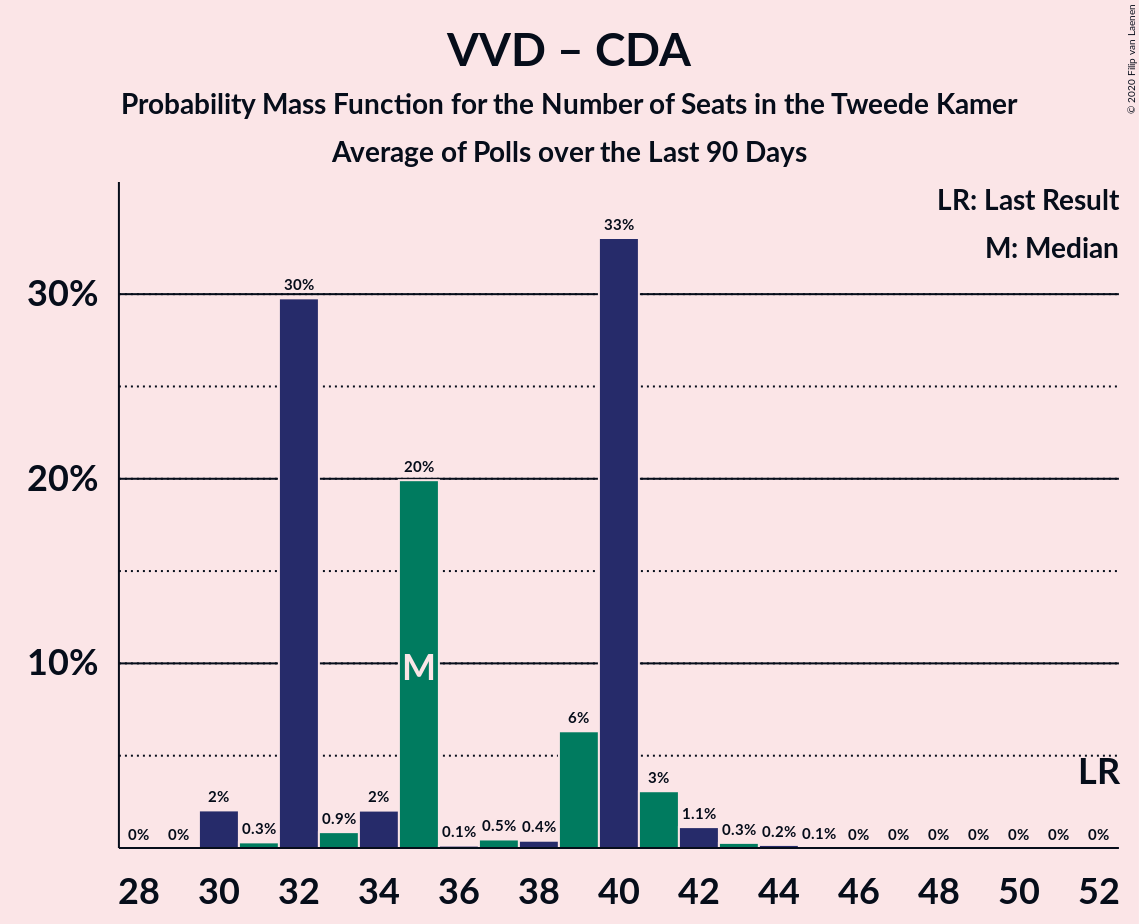 VVD – CDA
Probability Mass Function for the Number of Seats in the Tweede Kamer
Average of Polls over the Last 90 Days
© 2020 Filip van Laenen
LR: Last Result
M: Median
30%
20%
10%
0% 0% 2% 0.3% 30% 0.9% 2% 20% 0.1% 0.5% 0.4% 6% 33% 3% 1.1% 0.3% 0.2% 0.1% 0% 0% 0% 0% 0% 0% 0%
M
LR
28 30 32 34 36 38 40 42 44 46 48 50 52